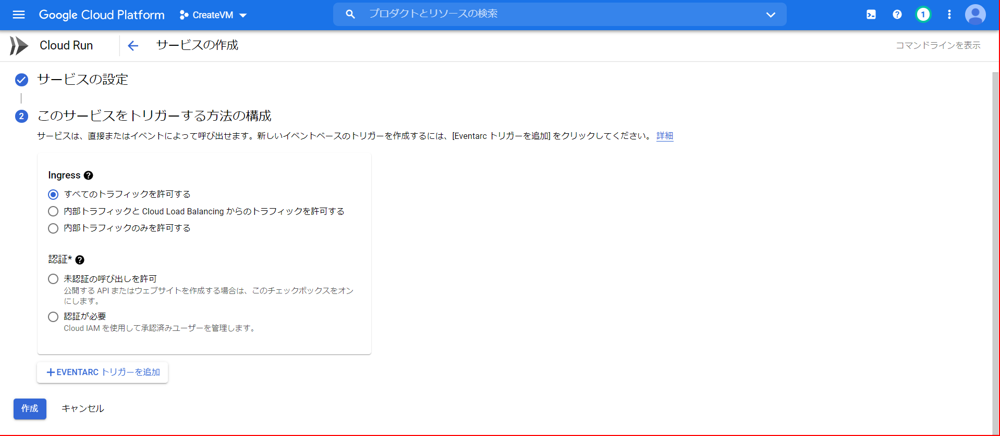 Google Cloud Platform
CreateVM
プロダクトとリソースの検索
1
Cloud Run
サービスの作成
コマンドラインを表示
サービスの設定
2
このサービスをトリガーする方法の構成
サービスは、直接またはイベントによって呼び出せます。新しいイベントベースのトリガーを作成するには、[Eventarc トリガーを追加] をクリックしてください。 詳細
Ingress
すべてのトラフィックを許可する
内部トラフィックと Cloud Load Balancing からのトラフィックを許可する
内部トラフィックのみを許可する
認証*
未認証の呼び出しを許可
公開する API またはウェブサイトを作成する場合は、このチェックボックスをオン
にします。
認証が必要
Cloud IAM を使用して承認済みユーザーを管理します。
+EVENTARC トリガーを追加
作成
キャンセル